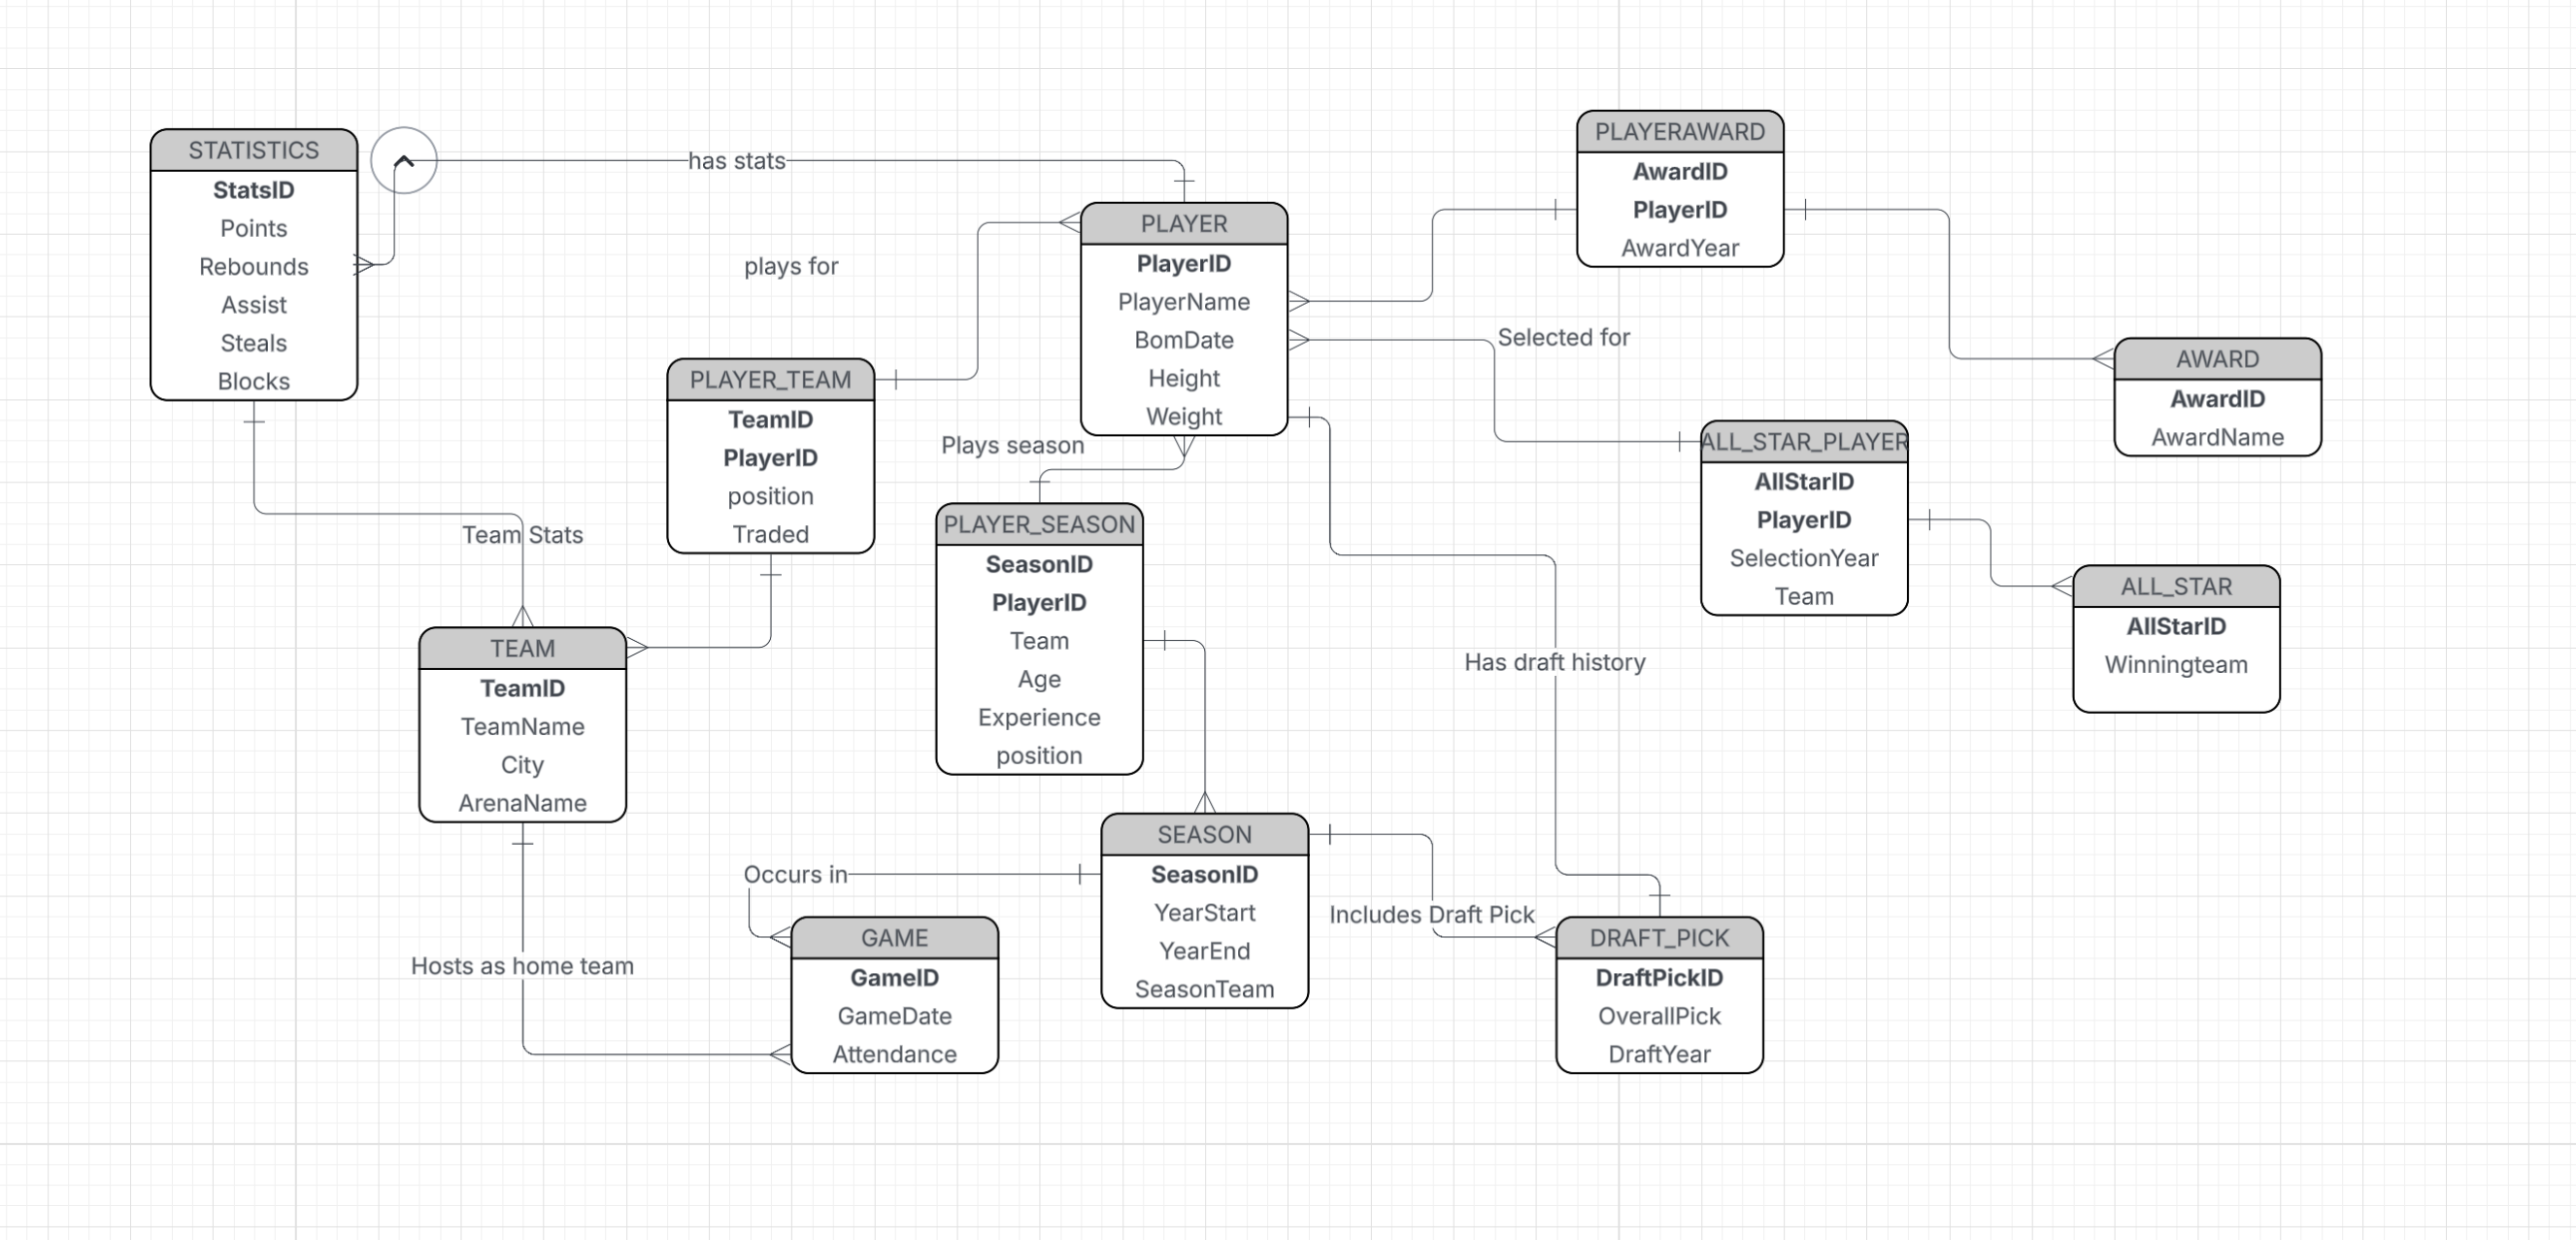 STATISTICS
StatsID
Points
Rebounds
Assist
Steals
Blocks
has stats
plays for
PLAYER
PlayerID
PlayerName
BomDate
Height
Weight
PLAYERAWARD
AwardID
PlayerID
AwardYear
Selected for
AWARD
AwardID
AwardName
PLAYER_TEAM
TeamID
PlayerID
position
Traded
Plays season
ALL_STAR_PLAYER
AllStarID
PlayerID
SelectionYear
Team
Team Stats
PLAYER_SEASON
SeasonID
PlayerID
Team
Age
Experience
position
ALL_STAR
AllStarID
Winningteam
TEAM
TeamID
TeamName
City
ArenaName
Has draft history
SEASON
SeasonID
YearStart
YearEnd
SeasonTeam
Occurs in
Includes Draft Pick
Hosts as home team
GAME
GameID
GameDate
Attendance
DRAFT_PICK
DraftPickID
OverallPick
DraftYear